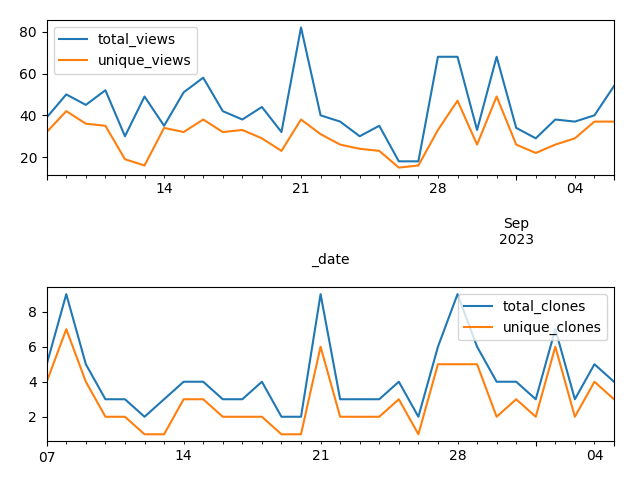 total_views
unique_views
80
60
40
20
14 21 28 04
Sep
2023
_date
total_clones
unique_clones
8
6
4
2
07 14 21 28 04